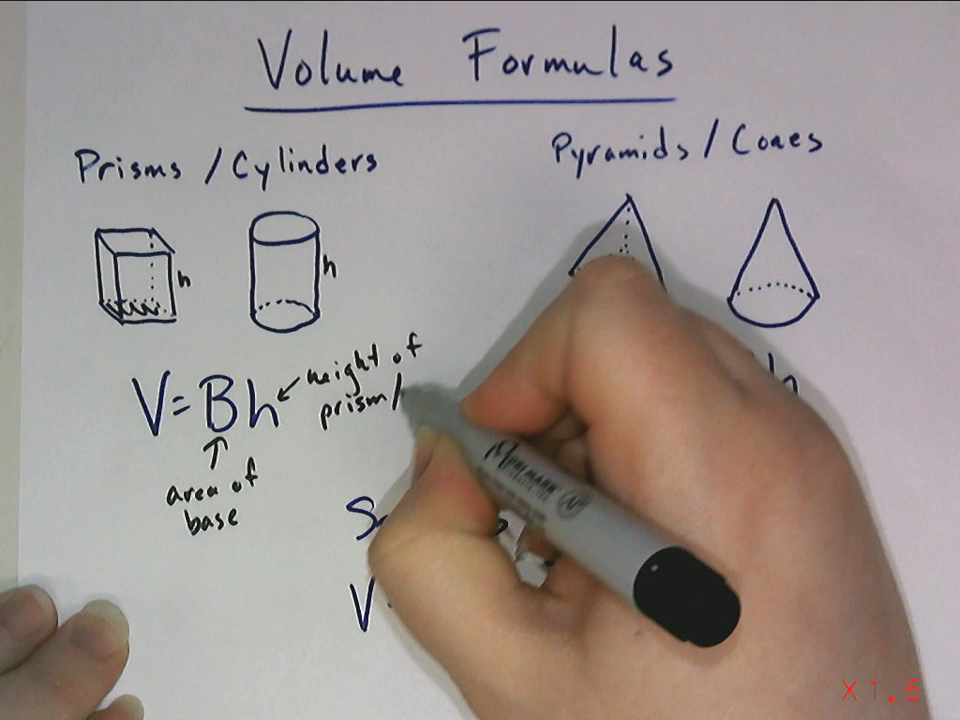 Volume Formulas
Prisms / Cylinders
Pyramids / Cones
h
h
V = Bh
height of
prism/
area of
base
h
V